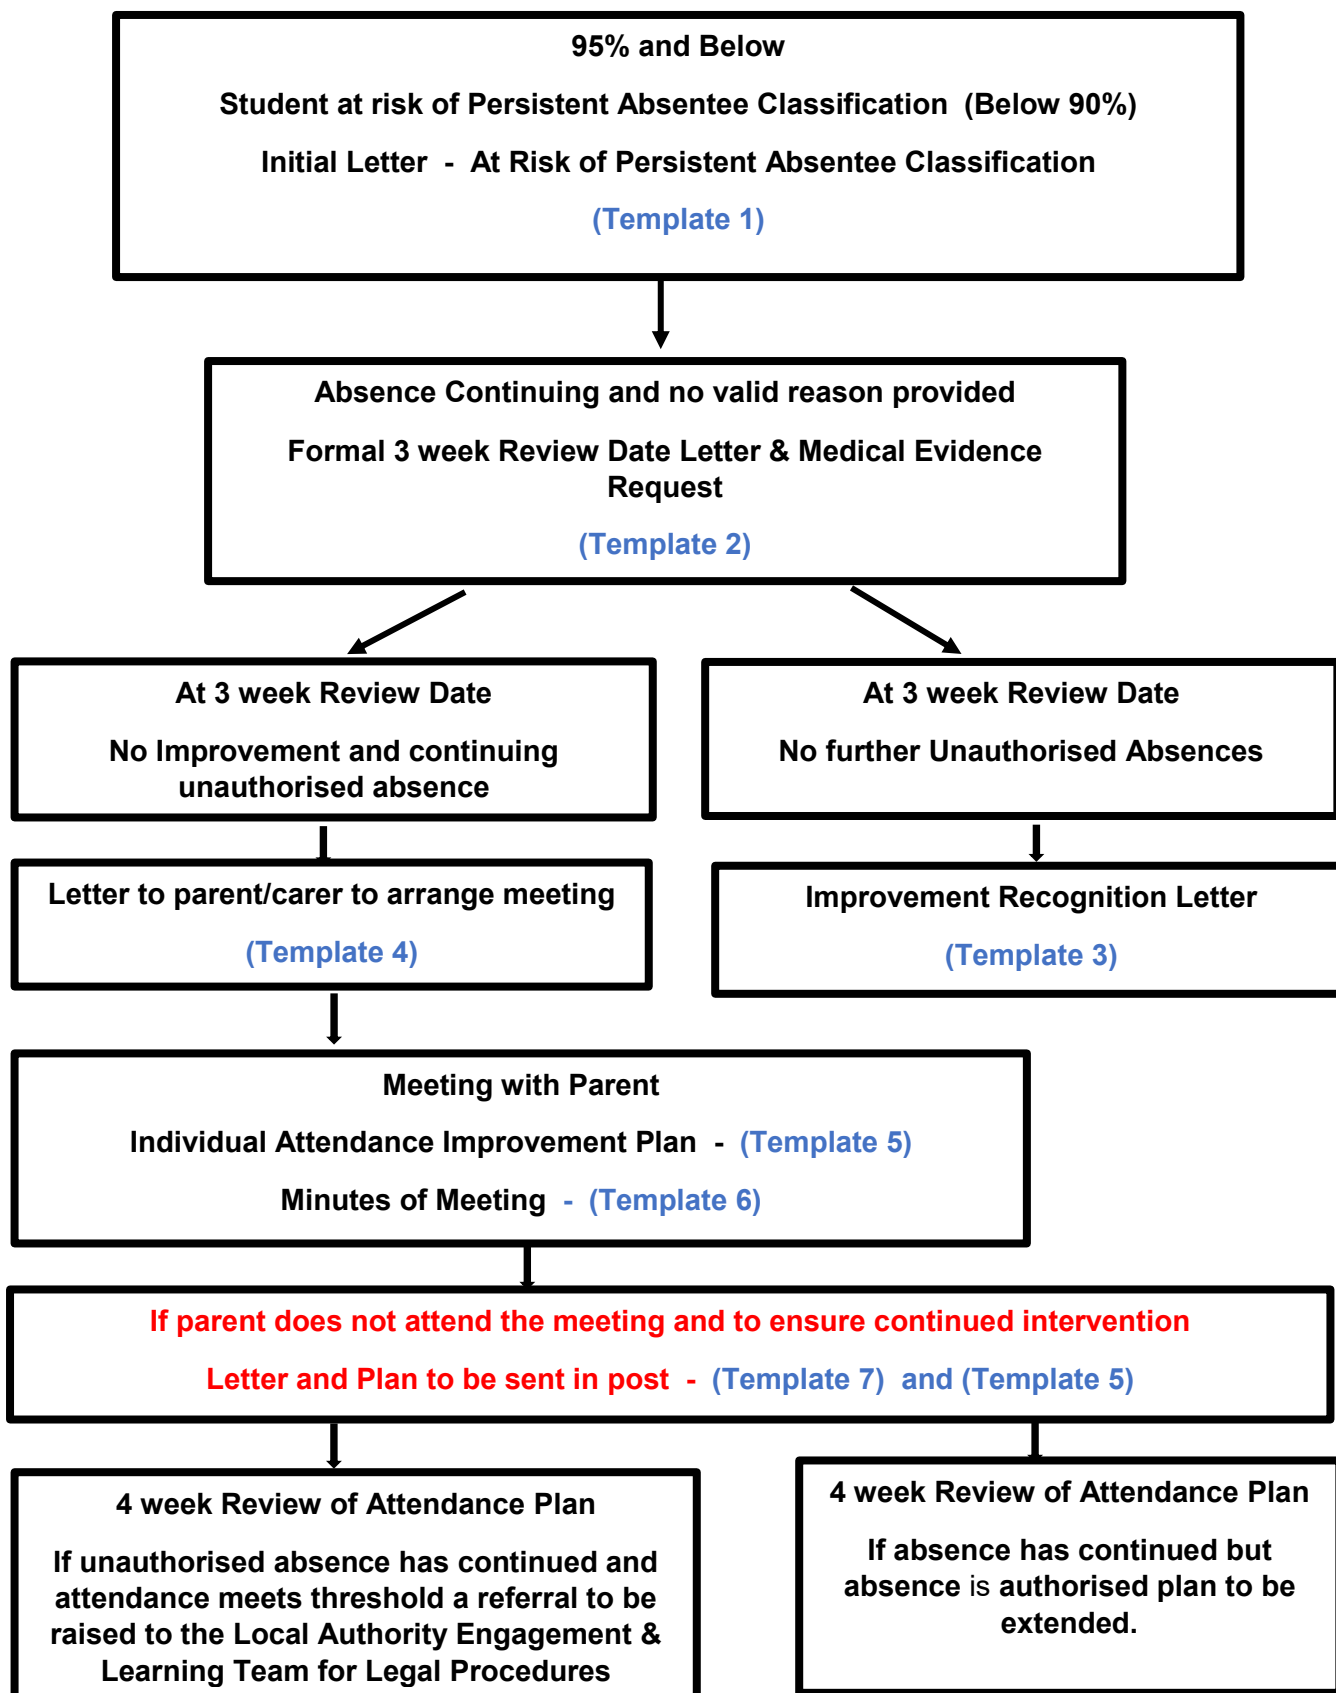 95% and Below
Student at risk of Persistent Absentee Classification (Below 90%)
Initial Letter - At Risk of Persistent Absentee Classification
(Template 1)
Absence Continuing and no valid reason provided
Formal 3 week Review Date Letter & Medical Evidence
Request
(Template 2)
At 3 week Review Date
No Improvement and continuing
unauthorised absence
At 3 week Review Date
No further Unauthorised Absences
Letter to parent/carer to arrange meeting
(Template 4)
Improvement Recognition Letter
(Template 3)
Meeting with Parent
Individual Attendance Improvement Plan - (Template 5)
Minutes of Meeting - (Template 6)
If parent does not attend the meeting and to ensure continued intervention
Letter and Plan to be sent in post - (Template 7) and (Template 5)
4 week Review of Attendance Plan
If unauthorised absence has continued and
attendance meets threshold a referral to be
raised to the Local Authority Engagement &
Learning Team for Legal Procedures
4 week Review of Attendance Plan
If absence has continued but
absence is authorised plan to be
extended.